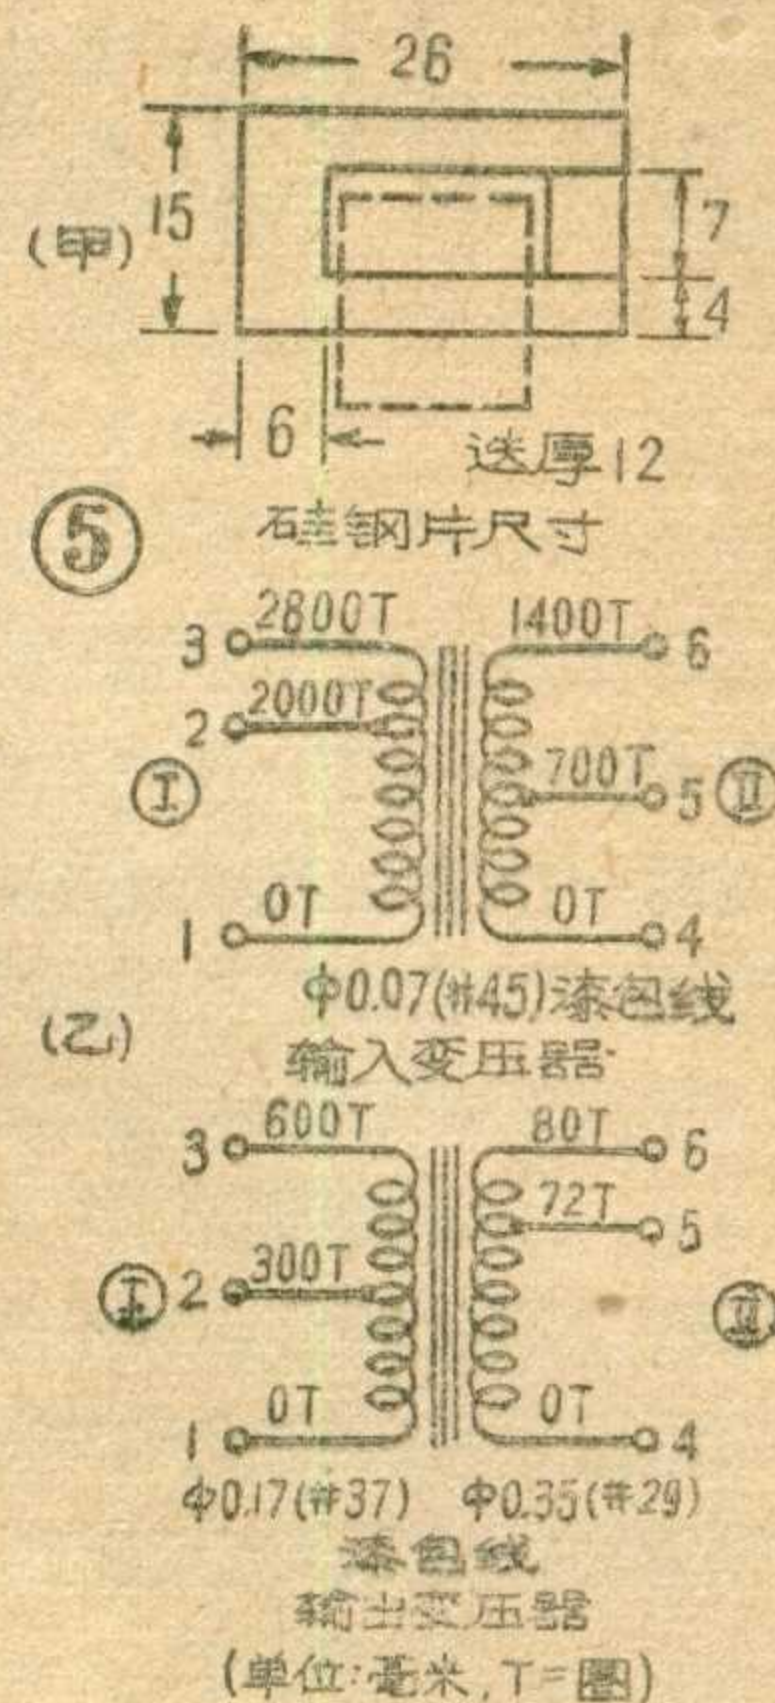 26
(甲) 15 7
4
6 迭厚12
⑤ 硅钢片尺寸
3 2800T 1400T 6
2 2000T
Ⅰ 700T 5 Ⅱ
1 0T 0T 4
φ0.07(#45)漆包线
(乙)
输入变压器
3 600T 80T 6
72T 5
Ⅰ 2 300T Ⅱ
1 0T 0T 4
φ0.17(#37) φ0.35(#29)
漆包线
输出变压器
(单位:毫米,T=圈)